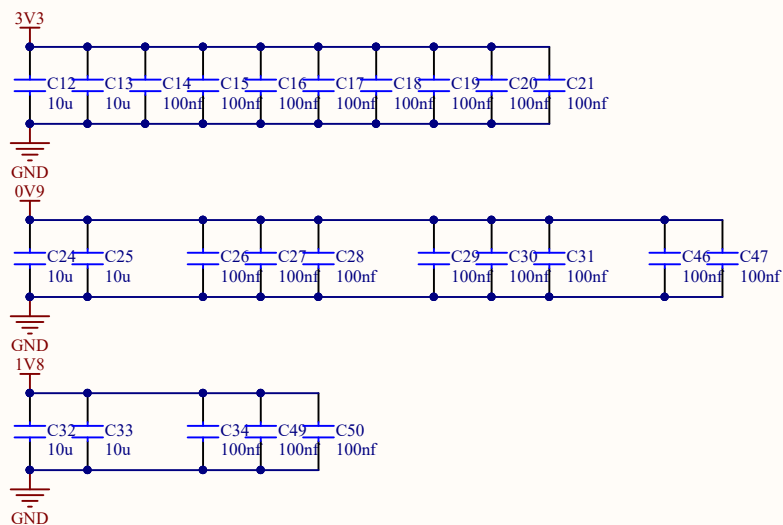 3V3
C12 C13 C14 C15 C16 C17 C18 C19 C20 C21
10u 10u 100nf 100nf 100nf 100nf 100nf 100nf 100nf 100nf
GND
0V9
C24 C25 C26 C27 C28 C29 C30 C31 C46 C47
10u 10u 100nf 100nf 100nf 100nf 100nf 100nf 100nf 100nf
GND
1V8
C32 C33 C34 C49 C50
10u 10u 100nf 100nf 100nf
GND